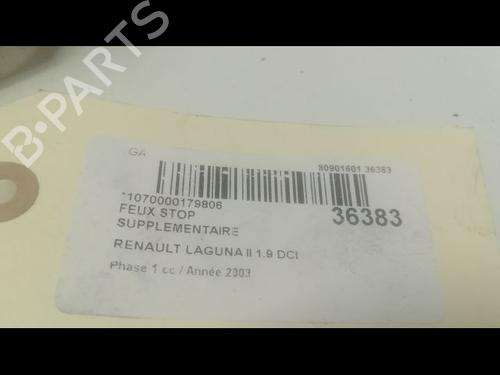 B-PARTS
GA
80901601 36383
*1070000179806
36383
FEUX STOP
SUPPLEMENTAIRE
RENAULT LAGUNA II 1.9 DCI
Phase 1 cc / Année 2003